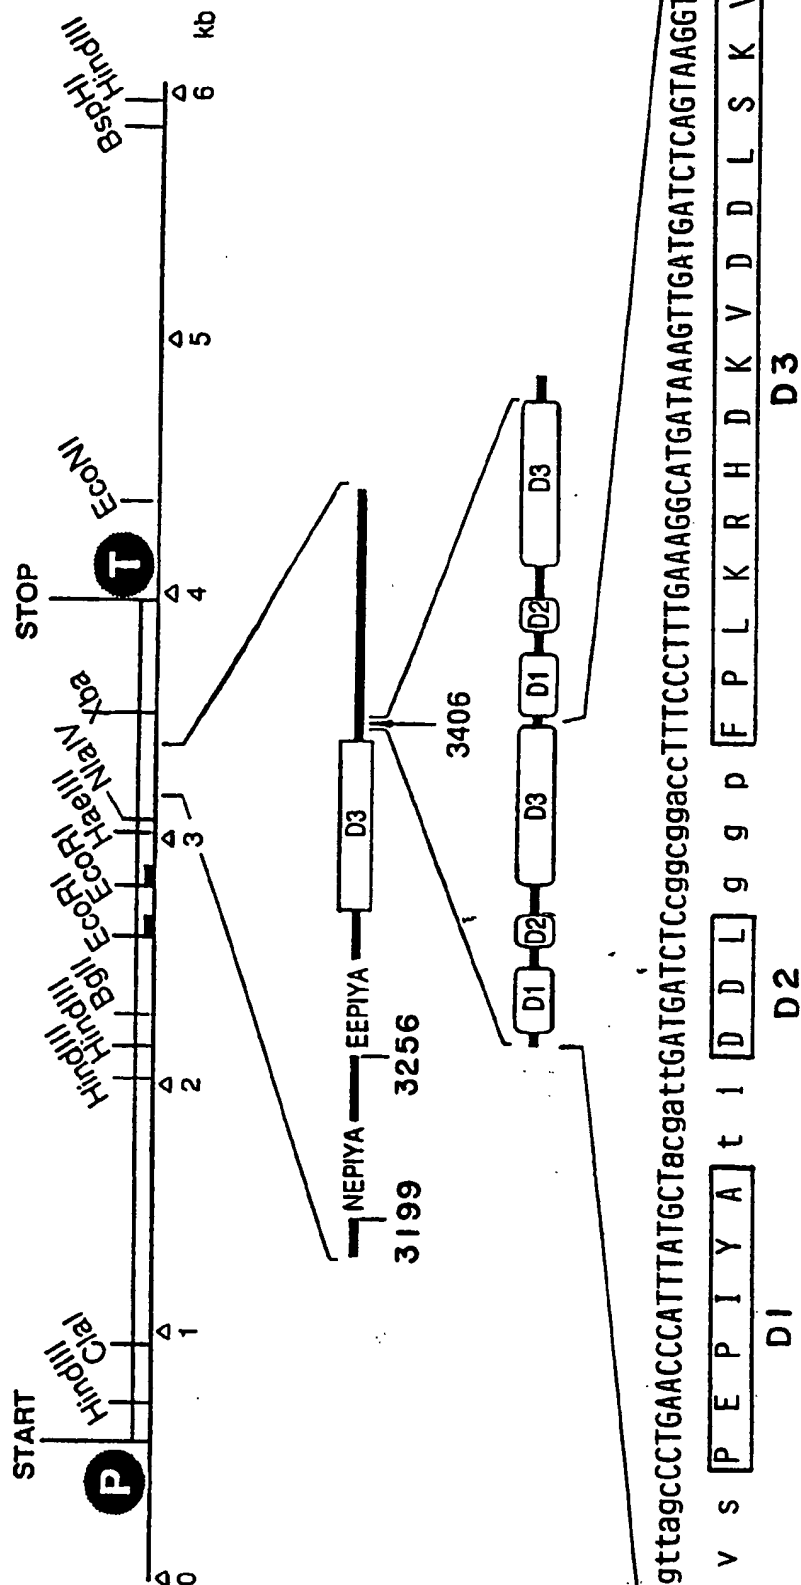 START
STOP
P
T
HindIII ClaI HindIII HindIII BglI EcoRI EcoRI HaeIII NlaIV Xba EcoNI BspHI HindIII
0 1 2 3 4 5 6 kb
NEPIYA EEPIYA D3
3199 3256 3406
D1 D2 D3 D1 D2 D3
gttagcCCTGAACCCATTTATGCTacgattGATGATCTCcggcggaccTTTCCCTTTGAAAGGCATGATAAAGTTGATGATCTCAGTAAGGT
v s P E P I Y A t i D D L g g p F P L K R H D K V D D L S K V
D1 D2 D3